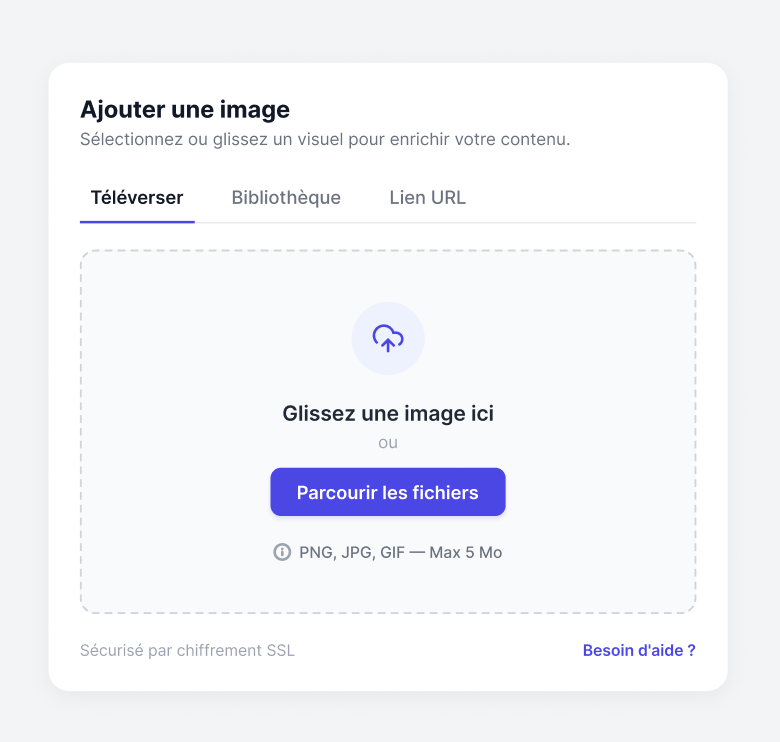 Ajouter une image
Sélectionnez ou glissez un visuel pour enrichir votre contenu.
Téléverser Bibliothèque Lien URL
Glissez une image ici
ou
Parcourir les fichiers
PNG, JPG, GIF — Max 5 Mo
Sécurisé par chiffrement SSL Besoin d'aide ?